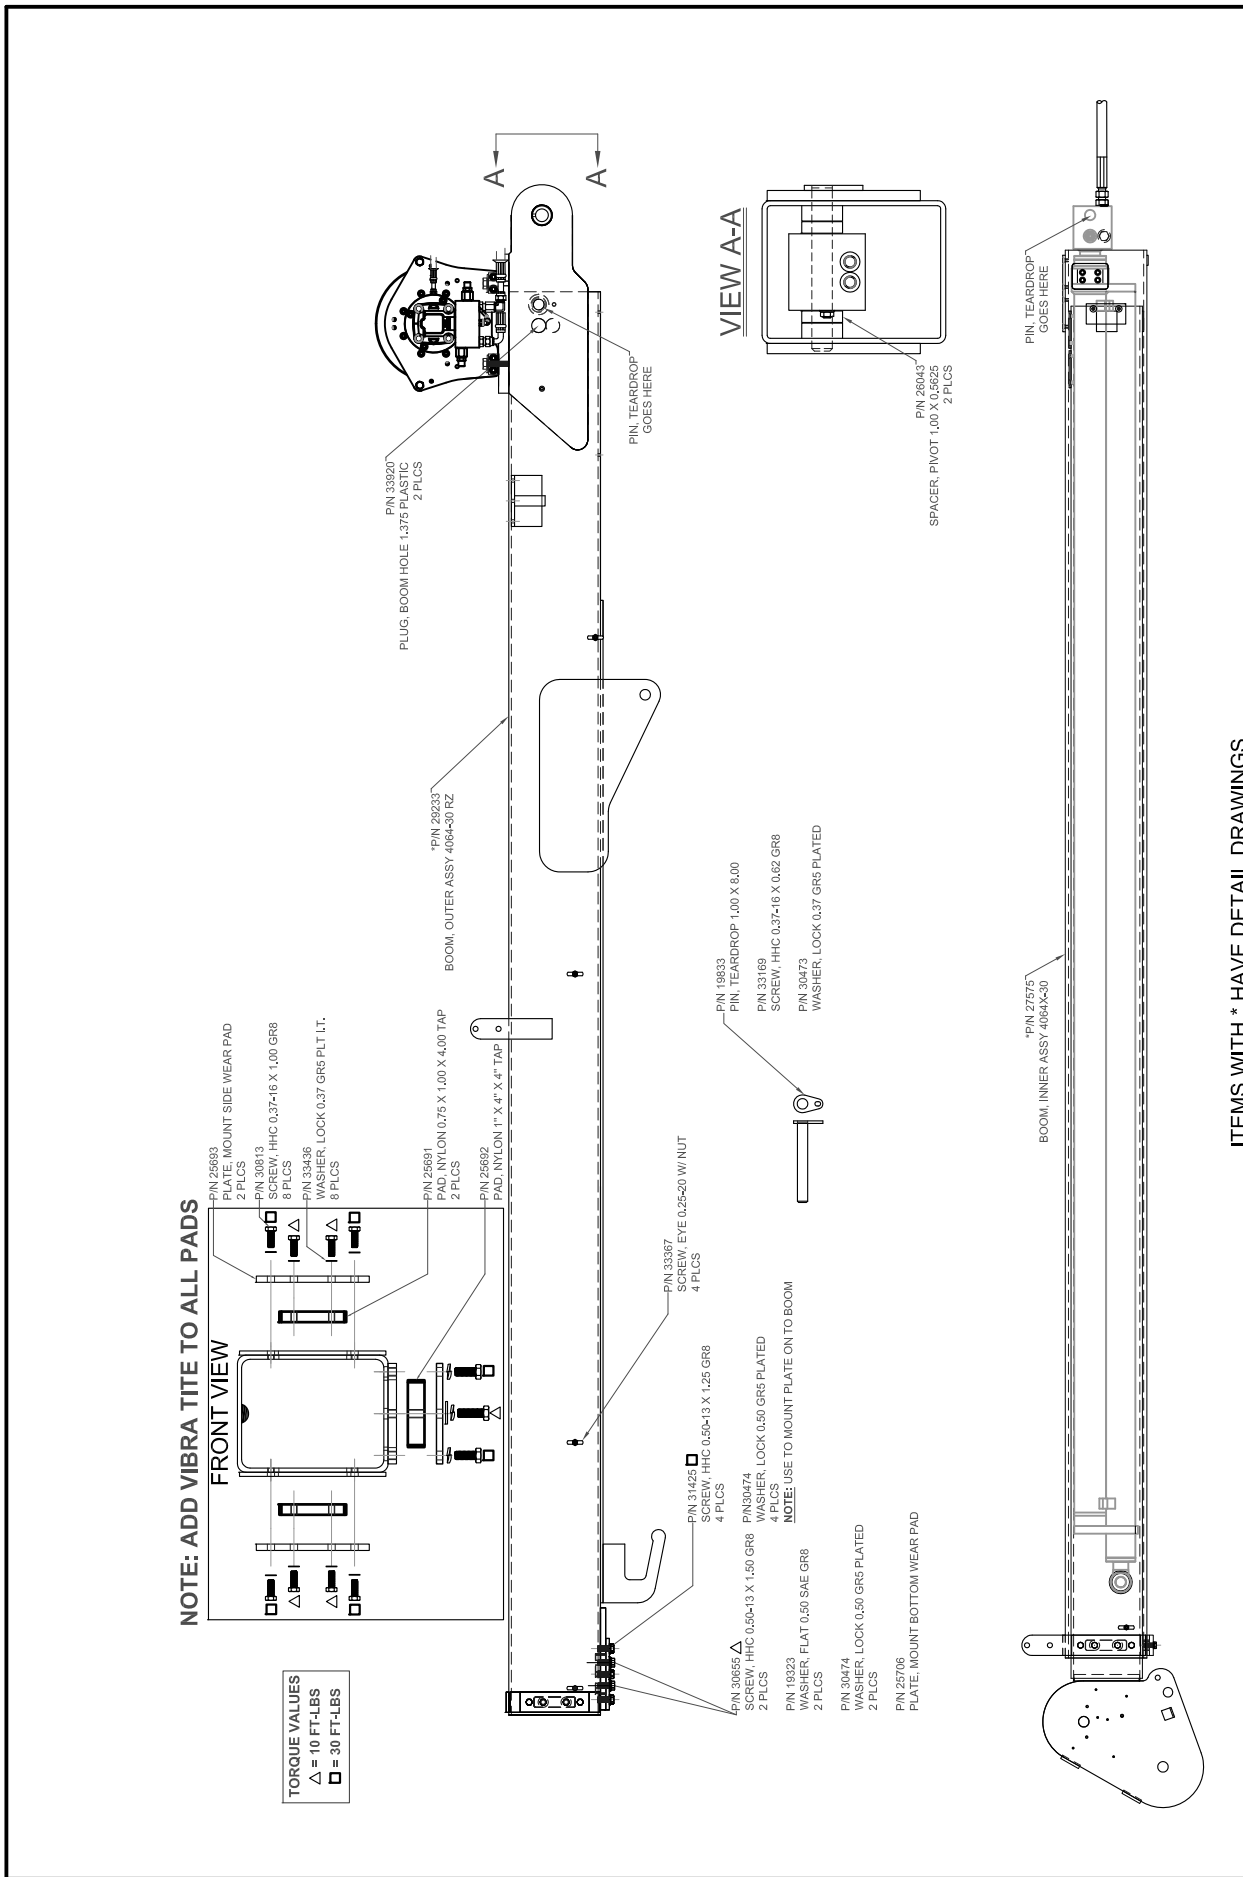 NOTE: ADD VIBRA TITE TO ALL PADS
FRONT VIEW
P/N 25693
PLATE, MOUNT SIDE WEAR PAD
2 PLCS
P/N 30813
SCREW, HHC 0.37-16 X 1.00 GR8
8 PLCS
P/N 33436
WASHER, LOCK 0.37 GR5 PLT I.T.
8 PLCS
P/N 25691
PAD, NYLON 0.75 X 1.00 X 4.00 TAP
2 PLCS
P/N 25692
PAD, NYLON 1" X 4" X 4" TAP
TORQUE VALUES
△ = 10 FT-LBS
□ = 30 FT-LBS
*P/N 29233
BOOM, OUTER ASSY 4064-30 RZ
P/N 33920
PLUG, BOOM HOLE 1.375 PLASTIC
2 PLCS
A
A
PIN, TEARDROP
GOES HERE
P/N 30655 △
SCREW, HHC 0.50-13 X 1.50 GR8
2 PLCS
P/N 19323
WASHER, FLAT 0.50 SAE GR8
2 PLCS
P/N 30474
WASHER, LOCK 0.50 GR5 PLATED
2 PLCS
P/N 25706
PLATE, MOUNT BOTTOM WEAR PAD
P/N 31425 □
SCREW, HHC 0.50-13 X 1.25 GR8
4 PLCS
P/N30474
WASHER, LOCK 0.50 GR5 PLATED
4 PLCS
NOTE: USE TO MOUNT PLATE ON TO BOOM
P/N 33367
SCREW, EYE 0.25-20 W/ NUT
4 PLCS
P/N 19833
PIN, TEARDROP 1.00 X 8.00
P/N 33169
SCREW, HHC 0.37-16 X 0.62 GR8
P/N 30473
WASHER, LOCK 0.37 GR5 PLATED
VIEW A-A
P/N 26043
SPACER, PIVOT 1.00 X 0.5625
2 PLCS
*P/N 27575
BOOM, INNER ASSY 4064X-30
PIN, TEARDROP
GOES HERE
ITEMS WITH * HAVE DETAIL DRAWINGS